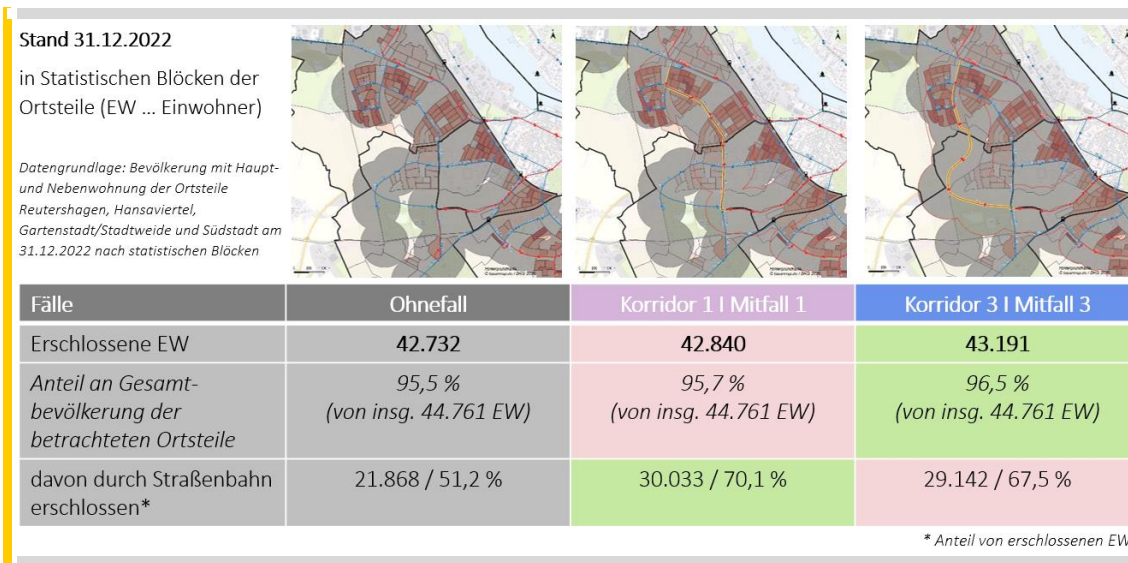 Stand 31.12.2022
in Statistischen Blöcken der
Ortsteile (EW ... Einwohner)
Datengrundlage: Bevölkerung mit Haupt-
und Nebenwohnung der Ortsteile
Reutershagen, Hansaviertel,
Gartenstadt/Stadtweide und Südstadt am
31.12.2022 nach statistischen Blöcken
Fälle
Ohnefall
Korridor 1 I Mitfall 1
Korridor 3 I Mitfall 3
Erschlossene EW
42.732
42.840
43.191
Anteil an Gesamt-
bevölkerung der
betrachteten Ortsteile
95,5 %
(von insg. 44.761 EW)
95,7 %
(von insg. 44.761 EW)
96,5 %
(von insg. 44.761 EW)
davon durch Straßenbahn
erschlossen*
21.868 / 51,2 %
30.033 / 70,1 %
29.142 / 67,5 %
* Anteil von erschlossenen EW